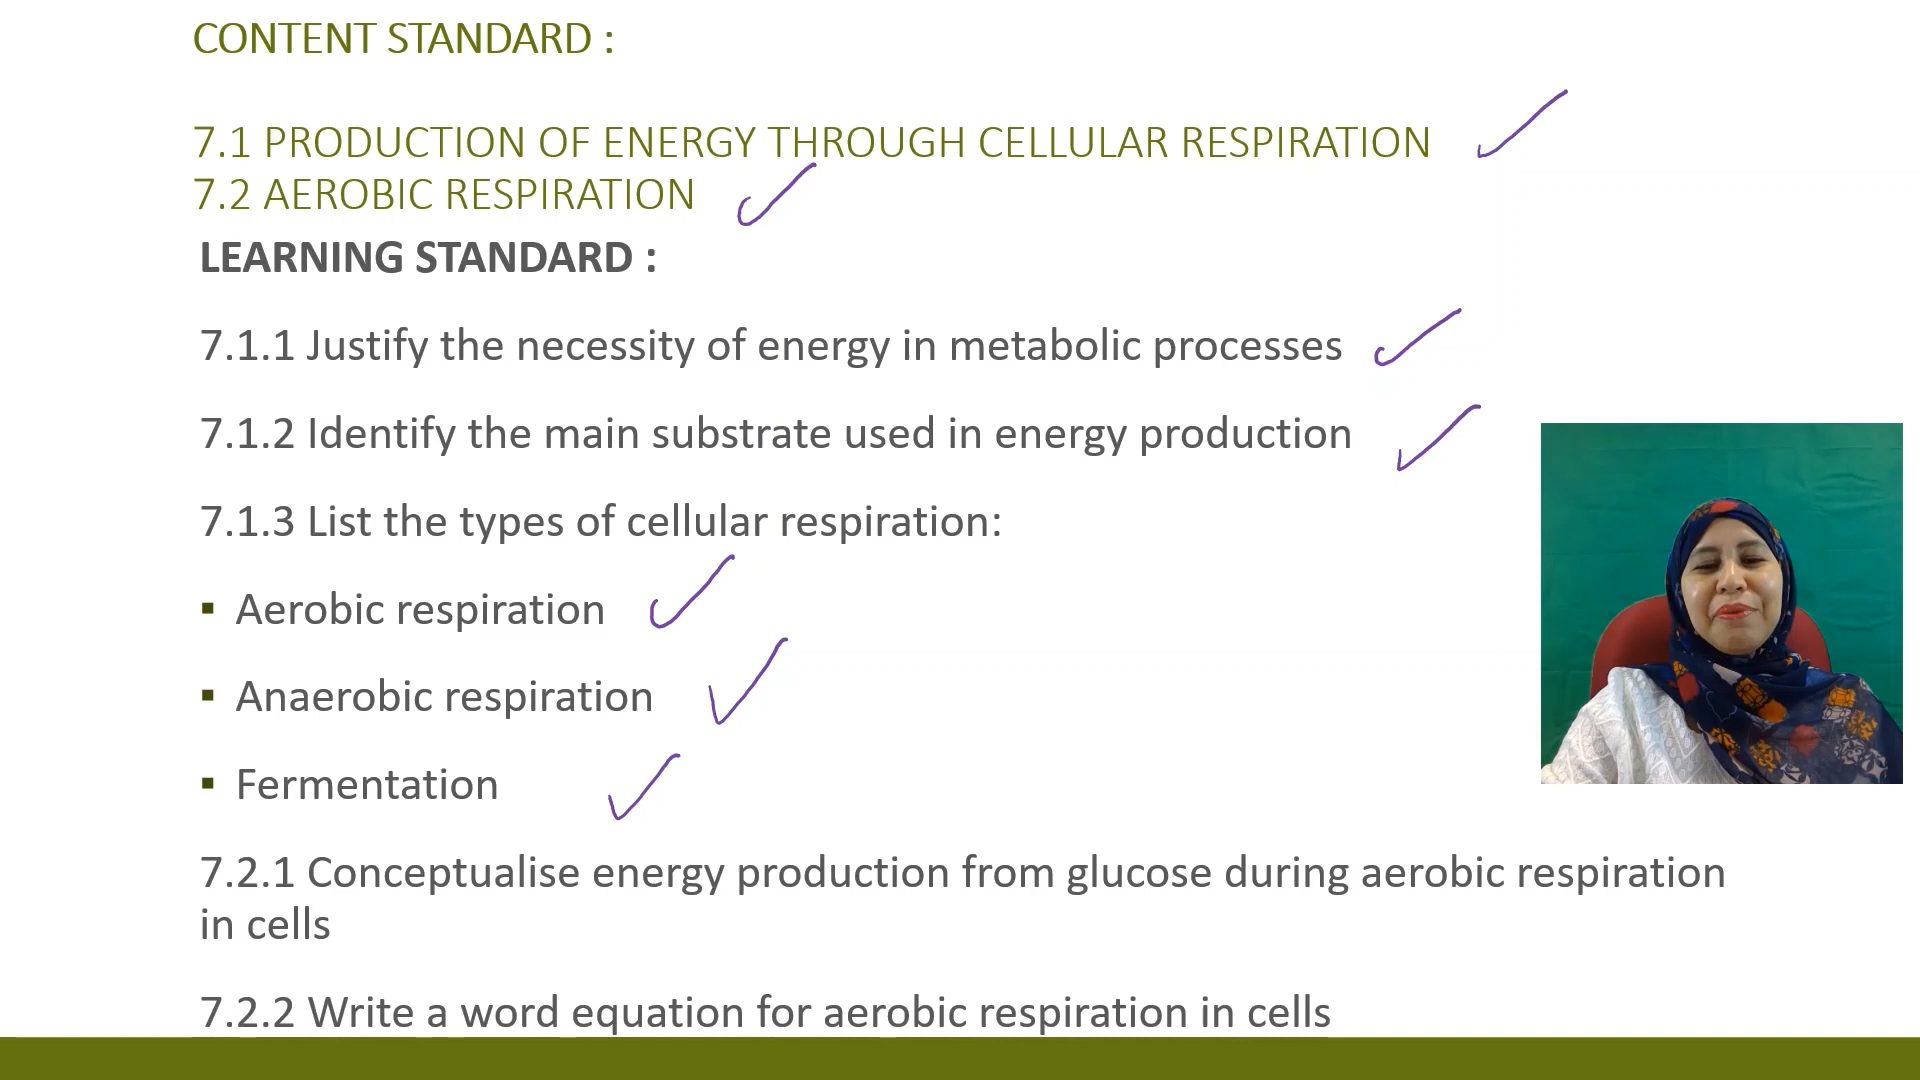 CONTENT STANDARD :
7.1 PRODUCTION OF ENERGY THROUGH CELLULAR RESPIRATION
7.2 AEROBIC RESPIRATION
LEARNING STANDARD :
7.1.1 Justify the necessity of energy in metabolic processes
7.1.2 Identify the main substrate used in energy production
7.1.3 List the types of cellular respiration:
▪ Aerobic respiration
▪ Anaerobic respiration
▪ Fermentation
7.2.1 Conceptualise energy production from glucose during aerobic respiration
in cells
7.2.2 Write a word equation for aerobic respiration in cells